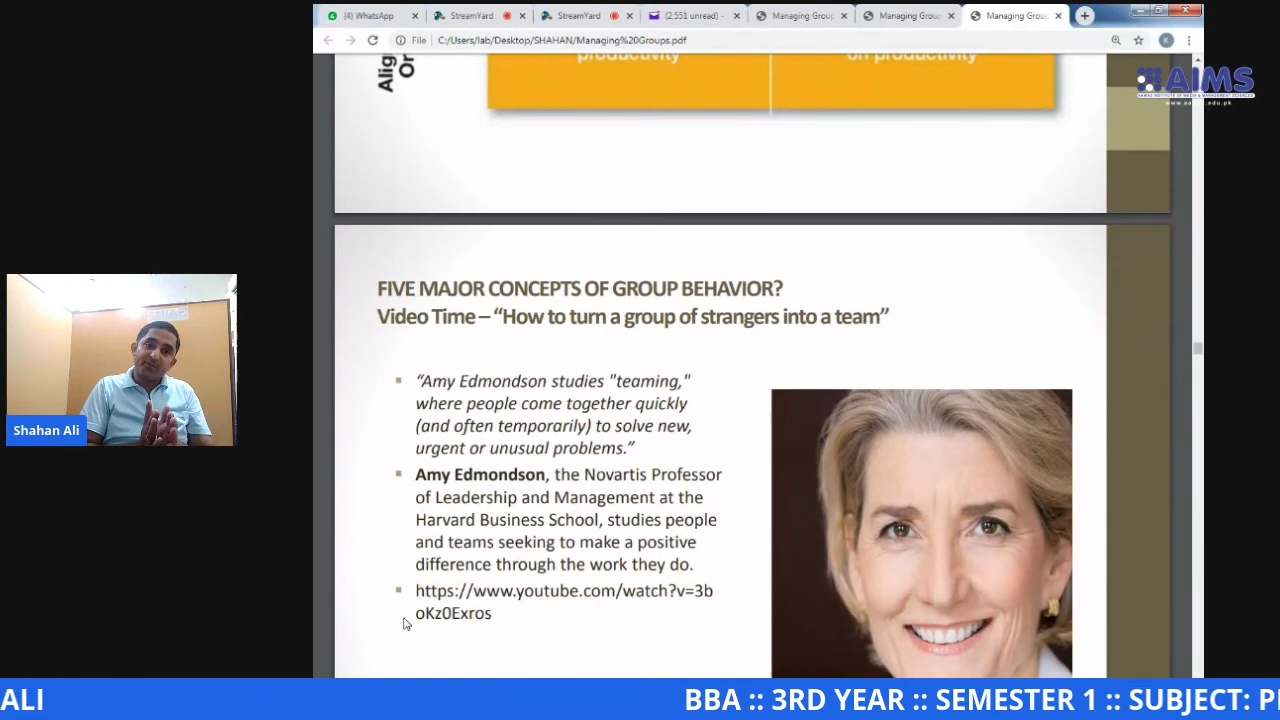 (4) WhatsApp
StreamYard
StreamYard
(2,551 unread) -
Managing Group
Managing Group
Managing Group
File C:/Users/lab/Desktop/SHAHAN/Managing%20Groups.pdf
productivity
on productivity
AIMS
FIVE MAJOR CONCEPTS OF GROUP BEHAVIOR?
Video Time – “How to turn a group of strangers into a team”
“Amy Edmondson studies "teaming,"
where people come together quickly
(and often temporarily) to solve new,
urgent or unusual problems.”
Amy Edmondson, the Novartis Professor
of Leadership and Management at the
Harvard Business School, studies people
and teams seeking to make a positive
difference through the work they do.
https://www.youtube.com/watch?v=3b
oKz0Exros
Shahan Ali
ALI
BBA :: 3RD YEAR :: SEMESTER 1 :: SUBJECT: